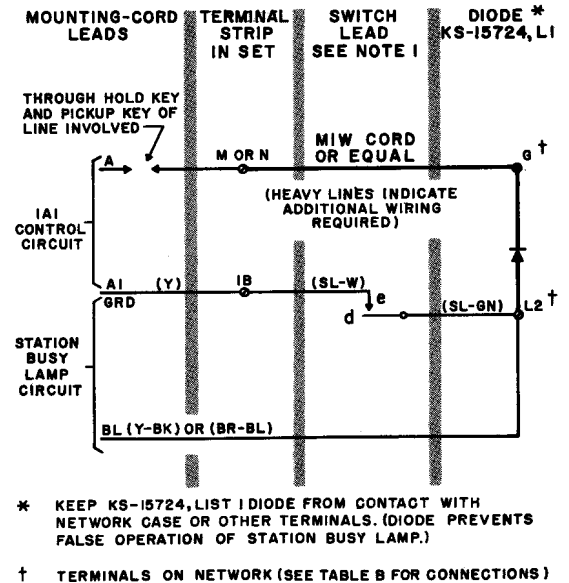 MOUNTING-CORD LEADS
TERMINAL STRIP IN SET
SWITCH LEAD SEE NOTE 1
DIODE * KS-15724, L1
THROUGH HOLD KEY
AND PICKUP KEY OF
LINE INVOLVED
A
M OR N
MIW CORD
OR EQUAL
G †
(HEAVY LINES INDICATE
ADDITIONAL WIRING
REQUIRED)
1A1
CONTROL
CIRCUIT
A1 (Y)
1B
(SL-W)
e
GRD
d
(SL-GN)
L2 †
STATION
BUSY
LAMP
CIRCUIT
BL (Y-BK) OR (BR-BL)
* KEEP KS-15724, LIST 1 DIODE FROM CONTACT WITH
NETWORK CASE OR OTHER TERMINALS. (DIODE PREVENTS
FALSE OPERATION OF STATION BUSY LAMP.)
† TERMINALS ON NETWORK (SEE TABLE B FOR CONNECTIONS)